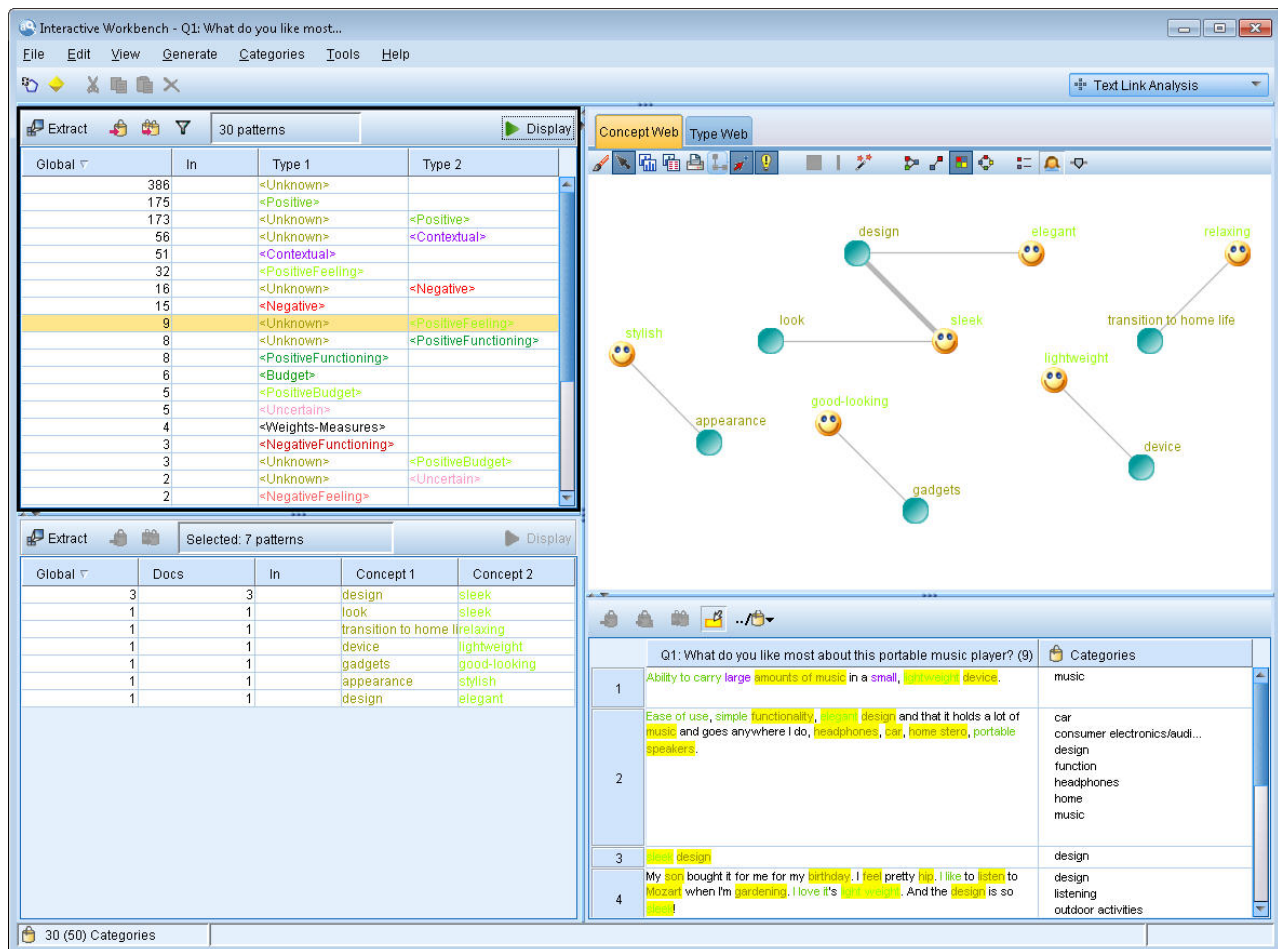 Interactive Workbench - Q1: What do you like most...
File Edit View Generate Categories Tools Help
Text Link Analysis
Extract 30 patterns Display
Global In Type 1 Type 2
386 <Unknown>
175 <Positive>
173 <Unknown> <Positive>
56 <Unknown> <Contextual>
51 <Contextual>
32 <PositiveFeeling>
16 <Unknown> <Negative>
15 <Negative>
9 <Unknown> <PositiveFeeling>
8 <Unknown> <PositiveFunctioning>
8 <PositiveFunctioning>
6 <Budget>
5 <PositiveBudget>
5 <Uncertain>
4 <Weights-Measures>
3 <NegativeFunctioning>
3 <Unknown> <PositiveBudget>
2 <Unknown> <Uncertain>
2 <NegativeFeeling>
Extract Selected: 7 patterns Display
Global Docs In Concept 1 Concept 2
3 3 design sleek
1 1 look sleek
1 1 transition to home li relaxing
1 1 device lightweight
1 1 gadgets good-looking
1 1 appearance stylish
1 1 design elegant
Concept Web Type Web
design elegant relaxing
look sleek transition to home life
stylish
lightweight
good-looking
appearance
device
gadgets
../
Q1: What do you like most about this portable music player? (9) Categories
1 Ability to carry large amounts of music in a small, lightweight device. music
2 Ease of use, simple functionality, elegant design and that it holds a lot of
music and goes anywhere I do, headphones, car, home stero, portable
speakers.
car
consumer electronics/audi...
design
function
headphones
home
music
3 sleek design design
4 My son bought it for me for my birthday. I feel pretty hip. I like to listen to
Mozart when I'm gardening. I love it's light weight. And the design is so
sleek!
design
listening
outdoor activities
30 (50) Categories